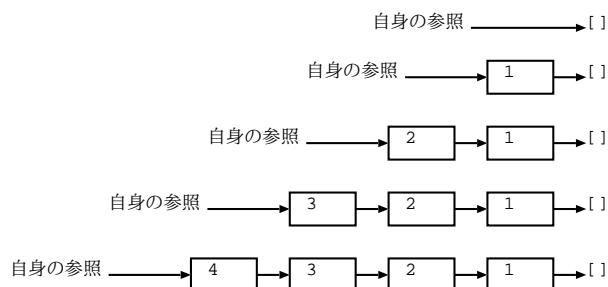 自身の参照 []
自身の参照 1 []
自身の参照 2 1 []
自身の参照 3 2 1 []
自身の参照 4 3 2 1 []